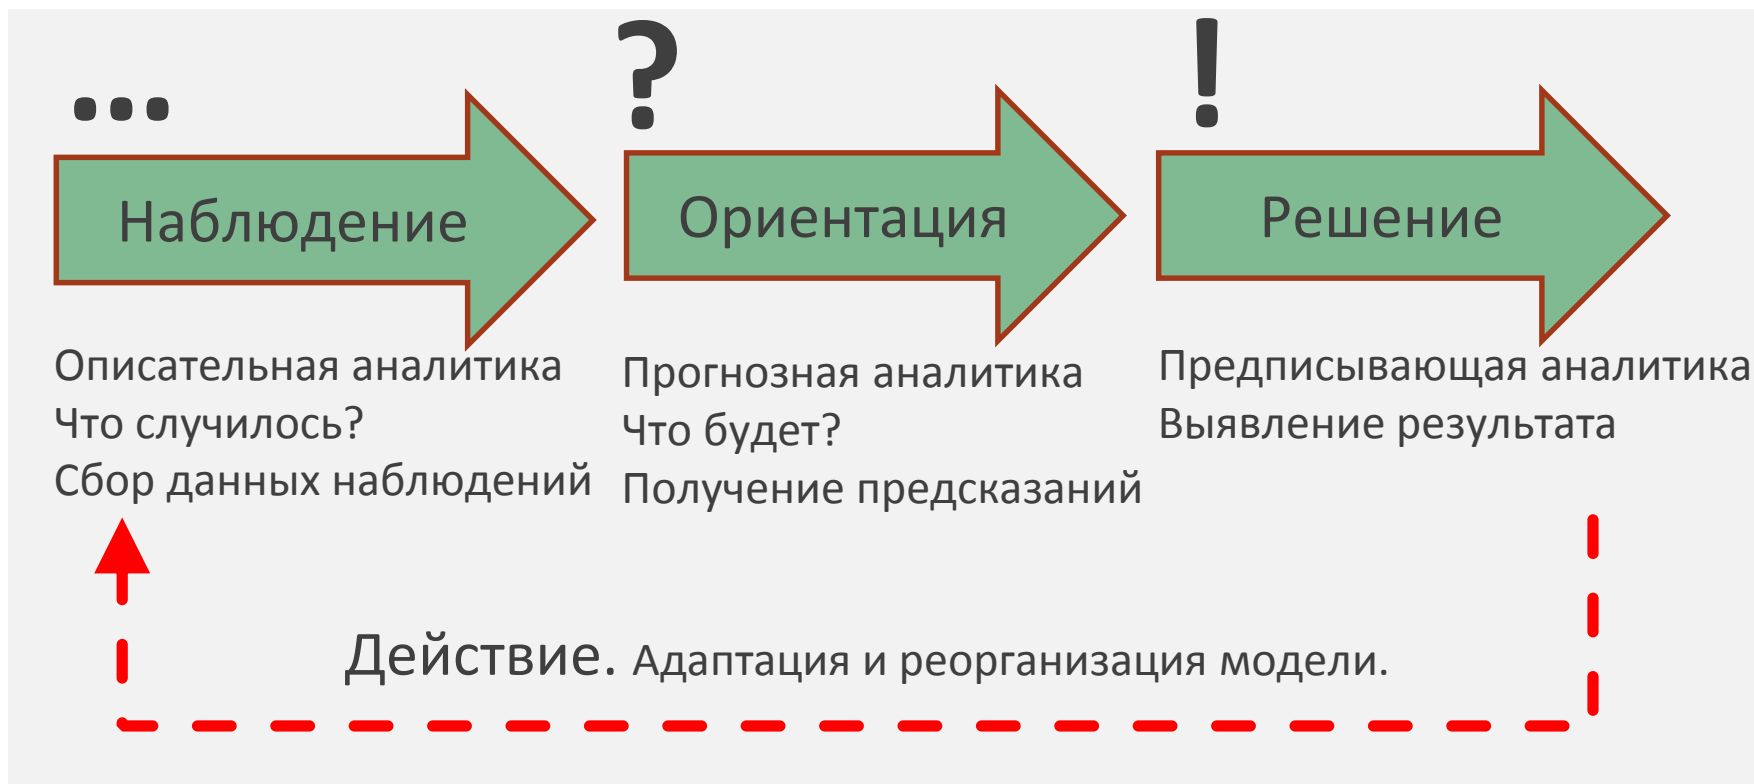 ...
?
!
Наблюдение
Ориентация
Решение
Описательная аналитика
Что случилось?
Сбор данных наблюдений
Прогнозная аналитика
Что будет?
Получение предсказаний
Предписывающая аналитика
Выявление результата
Действие. Адаптация и реорганизация модели.